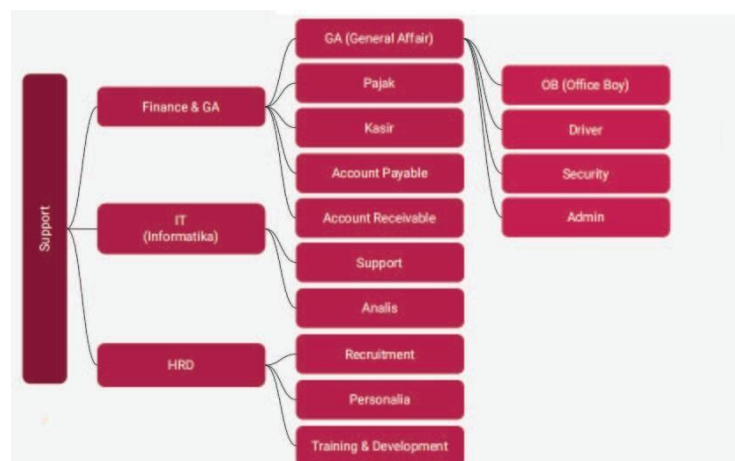 Support
Finance & GA
GA (General Affair)
OB (Office Boy)
Driver
Security
Admin
Pajak
Kasir
Account Payable
Account Receivable
IT
(Informatika)
Support
Analis
HRD
Recruitment
Personalia
Training & Development